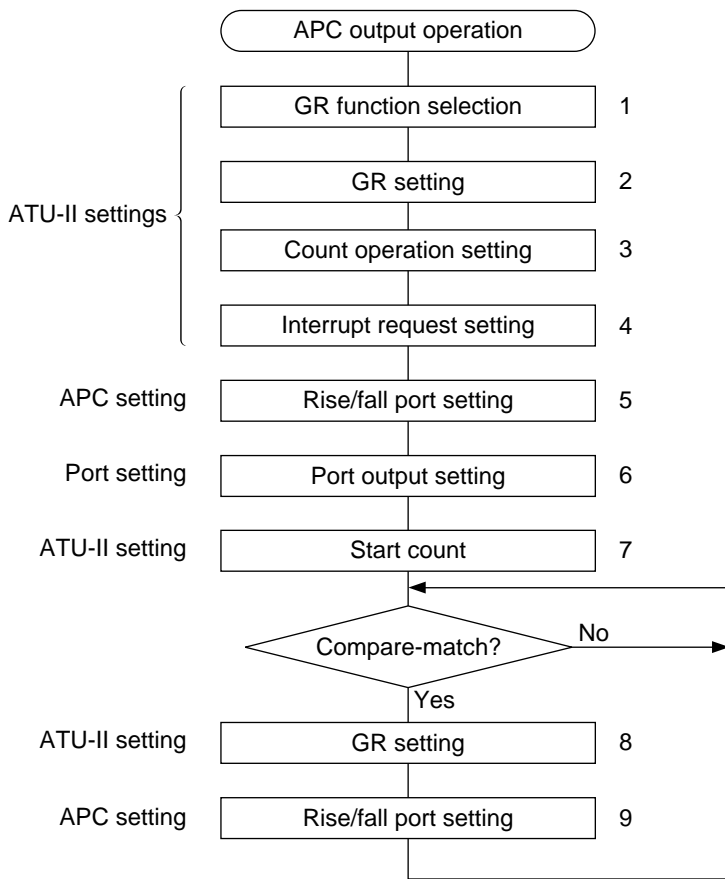 APC output operation
GR function selection 1
GR setting 2
ATU-II settings
Count operation setting 3
Interrupt request setting 4
APC setting Rise/fall port setting 5
Port setting Port output setting 6
ATU-II setting Start count 7
Compare-match? No
Yes
ATU-II setting GR setting 8
APC setting Rise/fall port setting 9